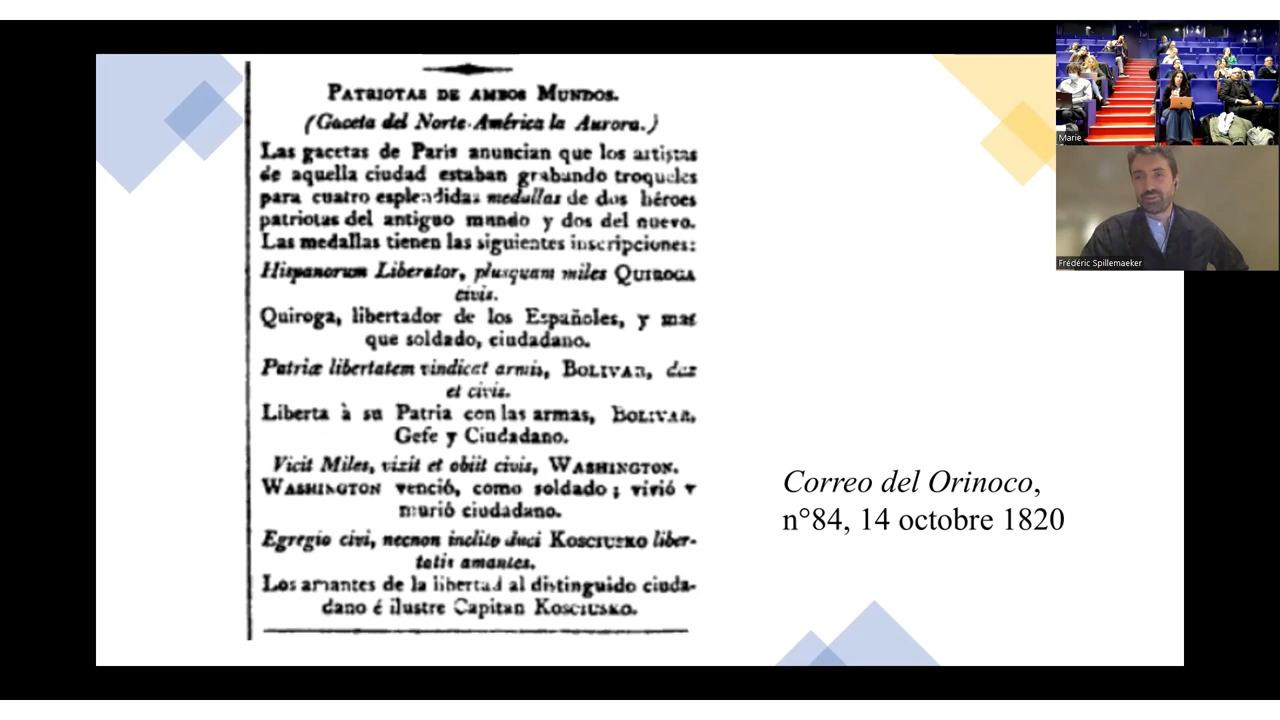 PATRIOTAS DE AMBOS MUNDOS.
(Gaceta del Norte-América la Aurora.)
Las gacetas de Paris anuncian que los artistas
de aquella ciudad estaban grabando troqueles
para cuatro esplendidas medallas de dos héroes
patriotas del antiguo mundo y dos del nuevo.
Las medallas tienen las siguientes inscripciones:
Hispanorum Liberator, plusquam miles QUIROGA
civis.
Quiroga, libertador de los Españoles, y mas
que soldado, ciudadano.
Patriæ libertatem vindicat armis, BOLIVAR, dux
et civis.
Liberta à su Patria con las armas, BOLIVAR,
Gefe y Ciudadano.
Vicit Miles, vixit et obiit civis, WASHINGTON.
WASHINGTON venció, como soldado; vivió y
murió ciudadano.
Egregio civi, necnon inclito duci KOSCIUSKO liber-
tatis amantes.
Los amantes de la libertad al distinguido ciuda-
dano é ilustre Capitan KOSCIUSKO.
Correo del Orinoco,
n°84, 14 octobre 1820
Marie
Frédéric Spillemaeker